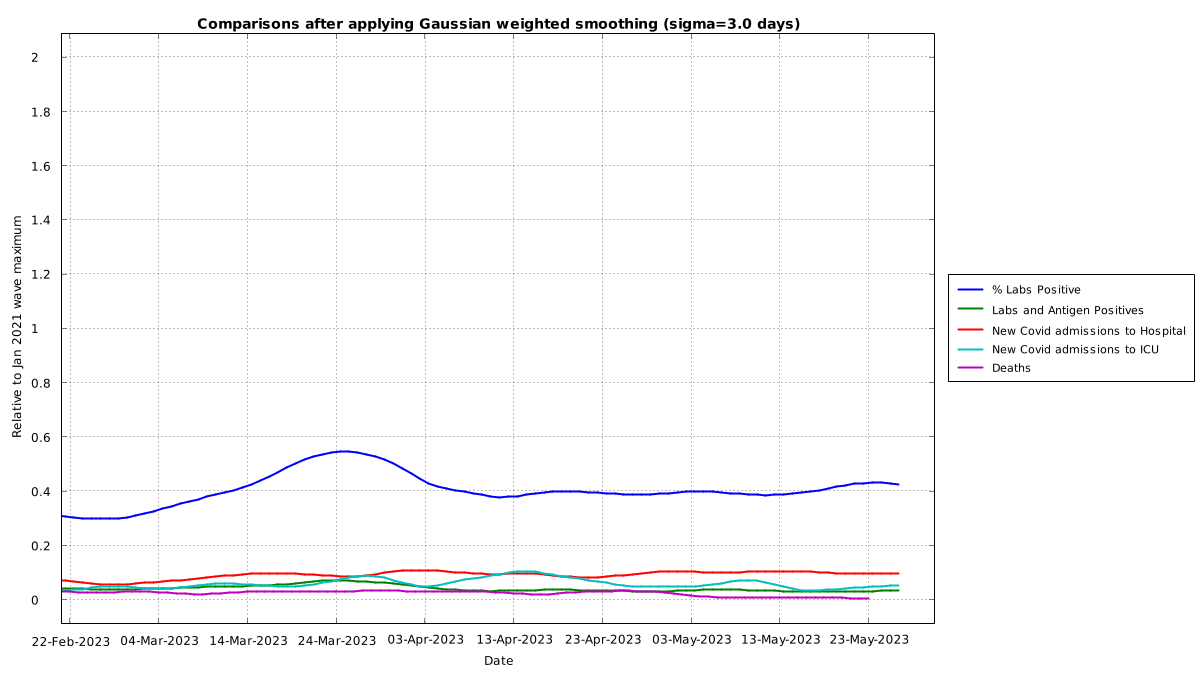 Comparisons after applying Gaussian weighted smoothing (sigma=3.0 days)
2
1.8
1.6
1.4
1.2
1
0.8
0.6
0.4
0.2
0
Relative to Jan 2021 wave maximum
22-Feb-2023 04-Mar-2023 14-Mar-2023 24-Mar-2023 03-Apr-2023 13-Apr-2023 23-Apr-2023 03-May-2023 13-May-2023 23-May-2023
Date
% Labs Positive
Labs and Antigen Positives
New Covid admissions to Hospital
New Covid admissions to ICU
Deaths